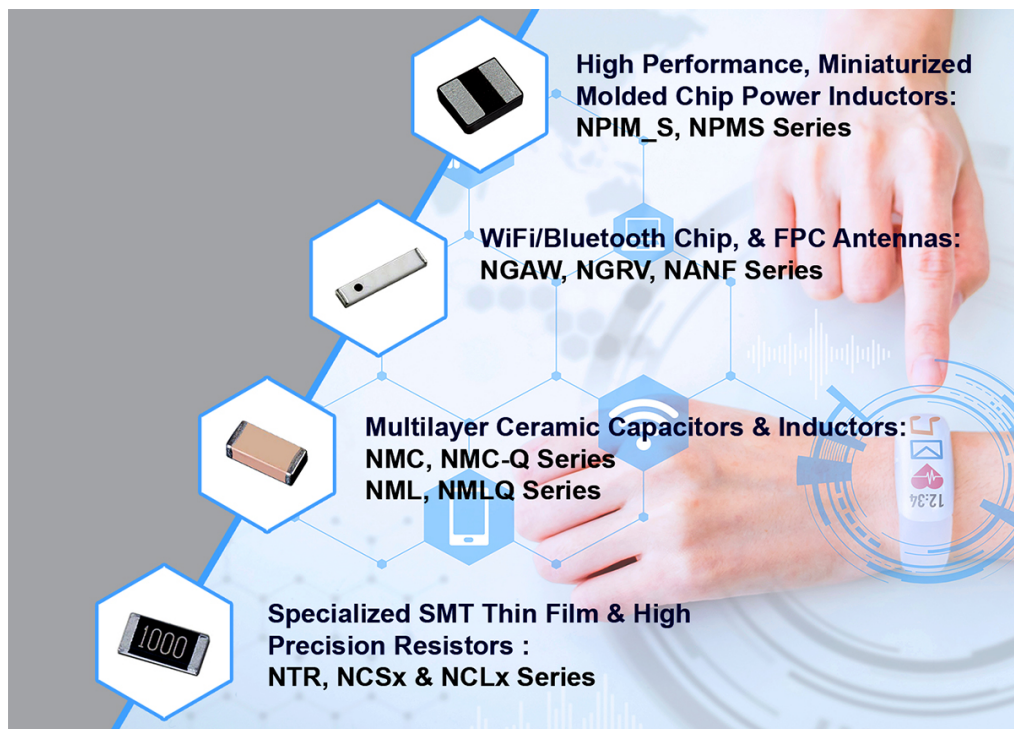 High Performance, Miniaturized
Molded Chip Power Inductors:
NPIM_S, NPMS Series
WiFi/Bluetooth Chip, & FPC Antennas:
NGAW, NGRV, NANF Series
Multilayer Ceramic Capacitors & Inductors:
NMC, NMC-Q Series
NML, NMLQ Series
12:34
1000
Specialized SMT Thin Film & High
Precision Resistors :
NTR, NCSx & NCLx Series